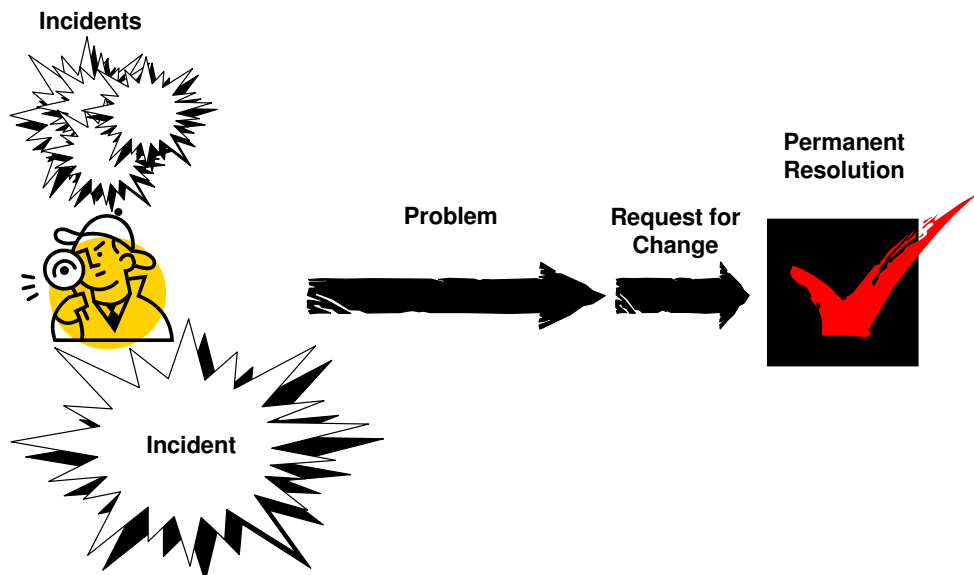 Incidents
Permanent
Resolution
Problem
Request for
Change
Incident